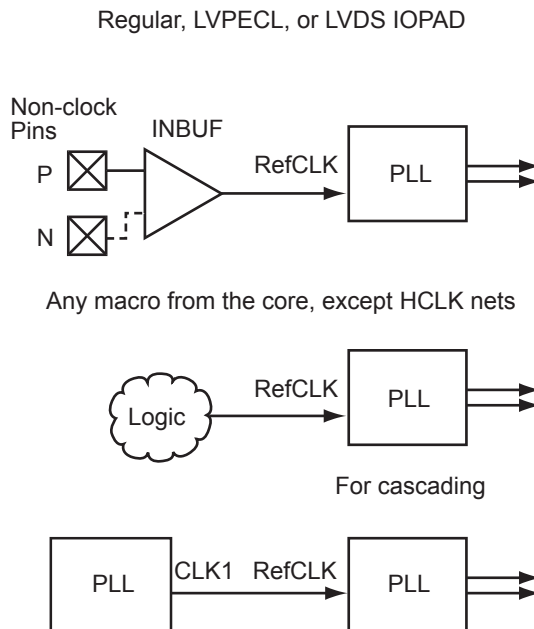 Regular, LVPECL, or LVDS IOPAD
Non-clock
Pins
INBUF
P
RefCLK
PLL
N
Any macro from the core, except HCLK nets
Logic
RefCLK
PLL
For cascading
PLL
CLK1
RefCLK
PLL